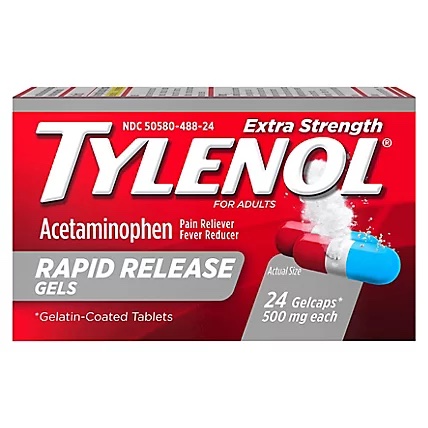 NDC 50580-488-24
Extra Strength
TYLENOL®
FOR ADULTS
Acetaminophen Pain Reliever
Fever Reducer
RAPID RELEASE
GELS
Actual Size
*Gelatin-Coated Tablets
24 Gelcaps*
500 mg each